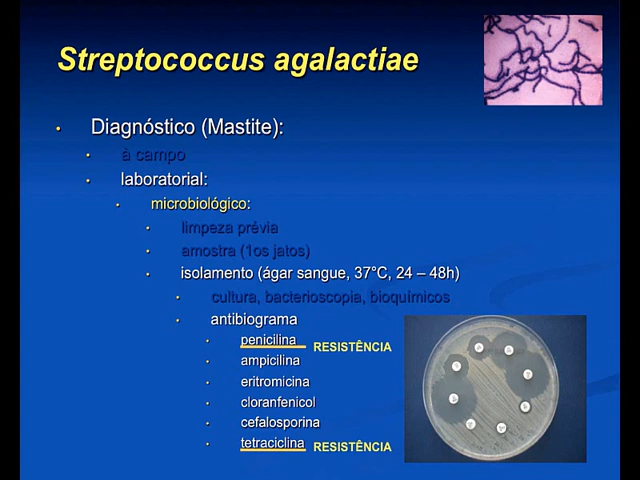 Streptococcus agalactiae
• Diagnóstico (Mastite):
• à campo
• laboratorial:
• microbiológico:
• limpeza prévia
• amostra (1os jatos)
• isolamento (ágar sangue, 37°C, 24 – 48h)
• cultura, bacterioscopia, bioquímicos
• antibiograma
• penicilina RESISTÊNCIA
• ampicilina
• eritromicina
• cloranfenicol
• cefalosporina
• tetraciclina RESISTÊNCIA